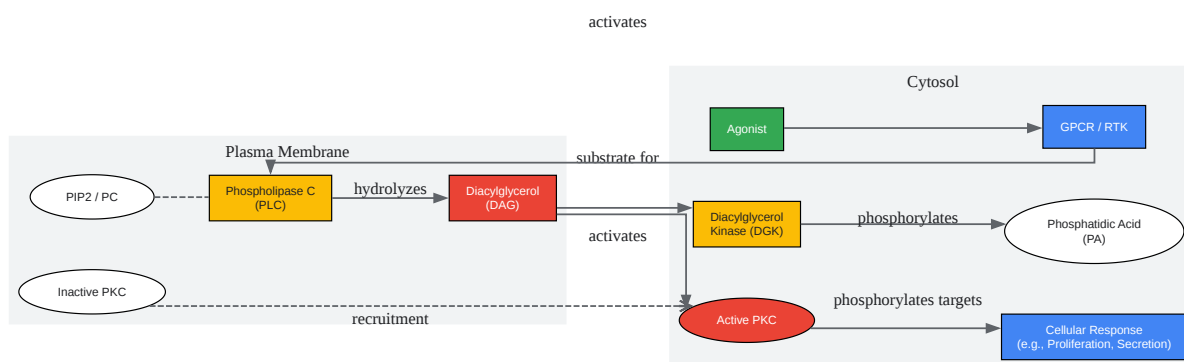 activates
Cytosol
Agonist
GPCR / RTK
Plasma Membrane
substrate for
PIP2 / PC
Phospholipase C
(PLC)
hydrolyzes
Diacylglycerol
(DAG)
Diacylglycerol
Kinase (DGK)
phosphorylates
Phosphatidic Acid
(PA)
activates
Inactive PKC
recruitment
Active PKC
phosphorylates targets
Cellular Response
(e.g., Proliferation, Secretion)